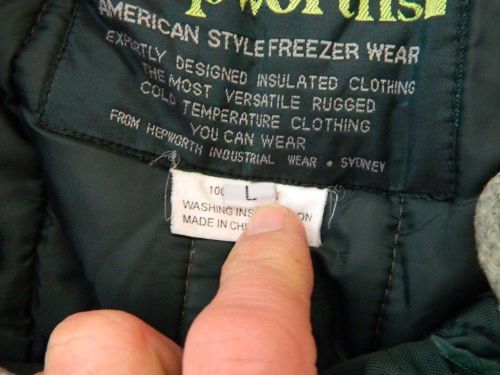 AMERICAN STYLE FREEZER WEAR
EXPERTLY DESIGNED INSULATED CLOTHING
THE MOST VERSATILE RUGGED
COLD TEMPERATURE CLOTHING
YOU CAN WEAR
FROM HEPWORTH INDUSTRIAL WEAR • SYDNEY
L
WASHING
MADE IN